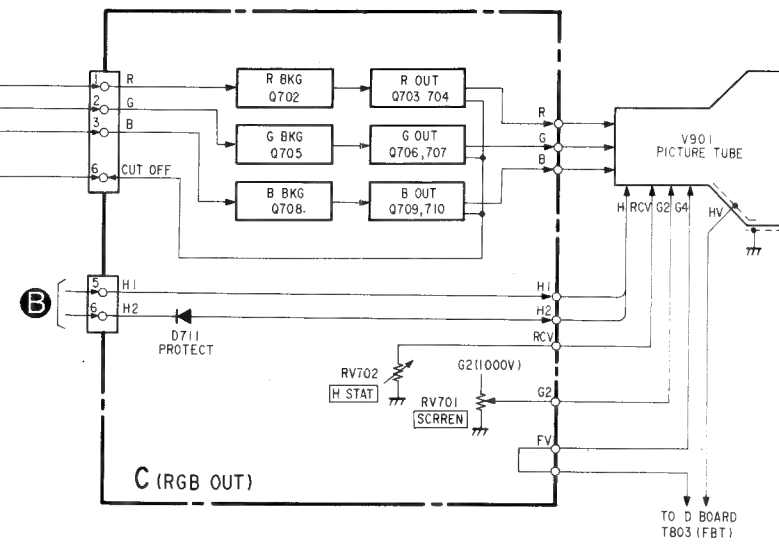 1 R
2 G
3 B
6 CUT OFF
R BKG
Q702
R OUT
Q703 704
G BKG
Q705
G OUT
Q706,707
B BKG
Q708
B OUT
Q709,710
R
G
B
V901
PICTURE TUBE
H RCV G2 G4 HV
B
5 H1
6 H2
D711
PROTECT
H1
H2
RCV
RV702
H STAT
G2(1000V)
RV701
SCRREN
G2
FV
C (RGB OUT)
TO D BOARD
T803 (FBT)